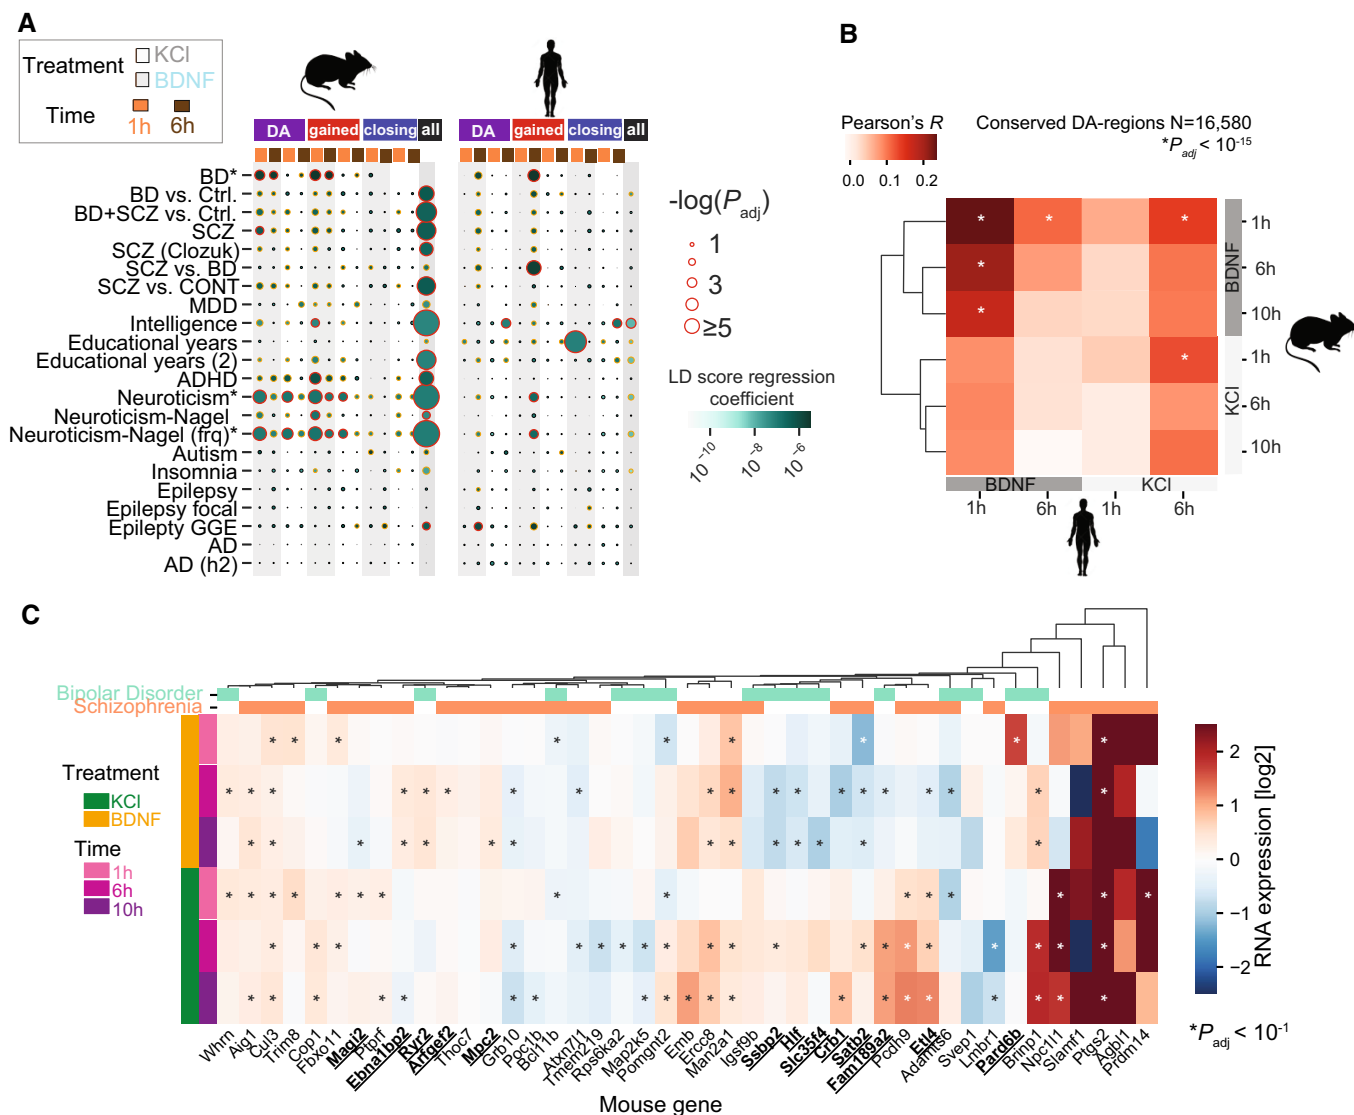 A
Treatment
KCl
BDNF
Time
1h
6h
DA
gained
closing
all
DA
gained
closing
all
BD*
BD vs. Ctrl.
BD+SCZ vs. Ctrl.
SCZ
SCZ (Clozuk)
SCZ vs. BD
SCZ vs. CONT
MDD
Intelligence
Educational years
Educational years (2)
ADHD
Neuroticism*
Neuroticism-Nagel
Neuroticism-Nagel (frq)*
Autism
Insomnia
Epilepsy
Epilepsy focal
Epilepty GGE
AD
AD (h2)
-log(Padj)
1
3
≥5
LD score regression
coefficient
10−10
10−8
10−6
B
Pearson's R
0.0
0.1
0.2
Conserved DA-regions N=16,580
*Padj < 10-15
1h
6h
10h
1h
6h
10h
BDNF
KCl
BDNF
KCl
1h
6h
1h
6h
C
Bipolar Disorder
Schizophrenia
Treatment
KCl
BDNF
Time
1h
6h
10h
Whrn
Aig1
Cul3
Trim8
Cop1
Fbxo11
Magi2
Ptprf
Ebna1bp2
Ryr2
Arfgef2
Thoc7
Mpc2
Grb10
Poc1b
Bcl11b
Atxn7l1
Tmem219
Rps6ka2
Map2k5
Pomgnt2
Emb
Ercc8
Man2a1
Igsf9b
Ssbp2
Hlf
Slc35f4
Crb1
Satb2
Fam189a2
Pcdh9
Etl4
Adamts6
Svep1
Lmbr1
Pard6b
Brinp1
Npc1l1
Slamf1
Ptgs2
Agbl1
Prdm14
Mouse gene
2
1
0
−1
−2
RNA expression [log2]
*Padj < 10-1